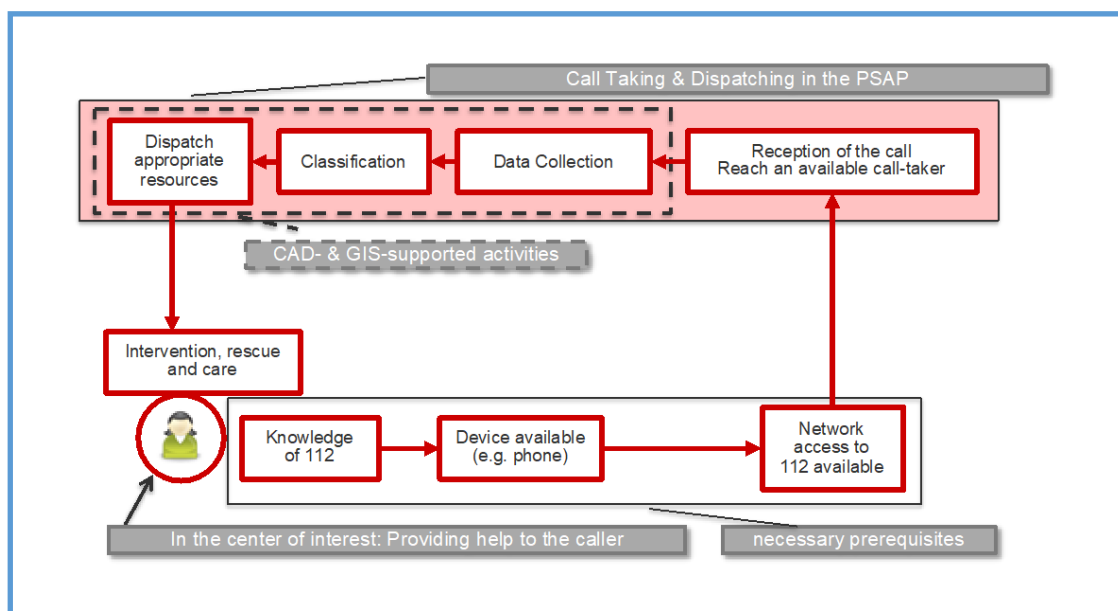 Call Taking & Dispatching in the PSAP
Dispatch
appropriate
resources
Classification
Data Collection
Reception of the call
Reach an available call-taker
CAD- & GIS-supported activities
Intervention, rescue
and care
Knowledge
of 112
Device available
(e.g. phone)
Network
access to
112 available
In the center of interest: Providing help to the caller
necessary prerequisites